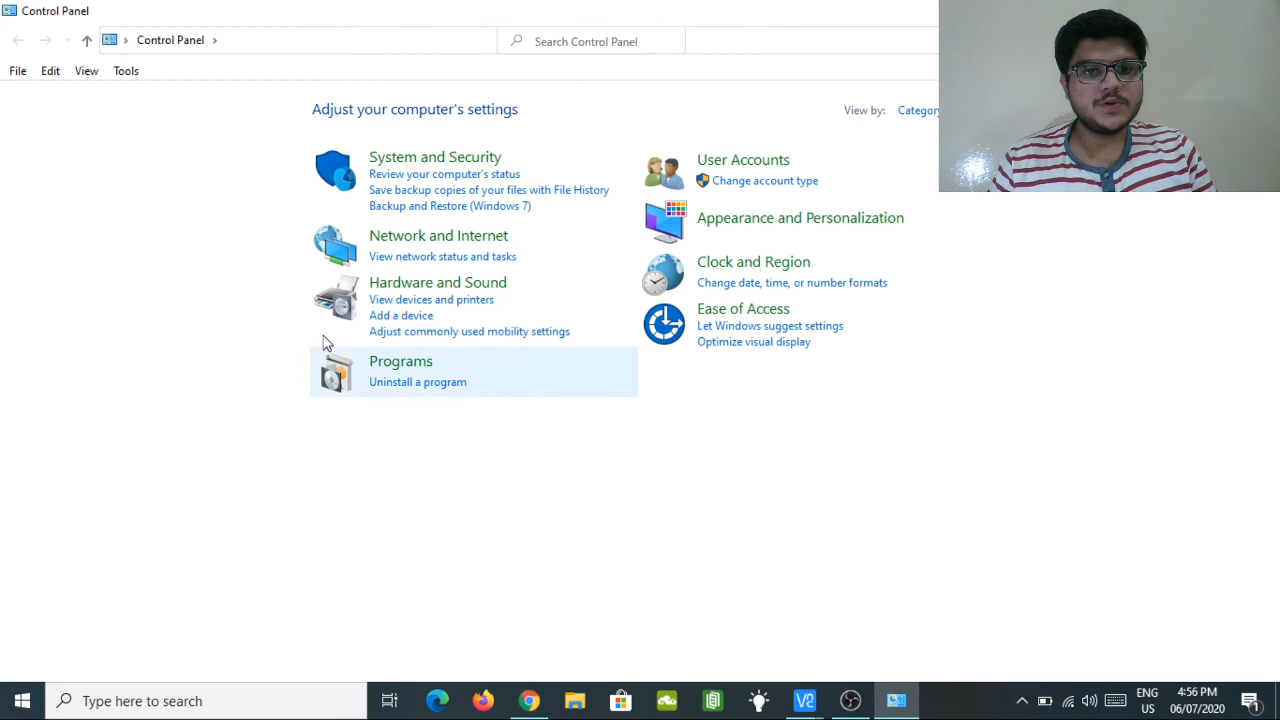 Control Panel
Control Panel
Search Control Panel
File Edit View Tools
Adjust your computer's settings
View by: Category
System and Security
Review your computer's status
Save backup copies of your files with File History
Backup and Restore (Windows 7)
Network and Internet
View network status and tasks
Hardware and Sound
View devices and printers
Add a device
Adjust commonly used mobility settings
Programs
Uninstall a program
User Accounts
Change account type
Appearance and Personalization
Clock and Region
Change date, time, or number formats
Ease of Access
Let Windows suggest settings
Optimize visual display
Type here to search
ENG
US
4:56 PM
06/07/2020
1